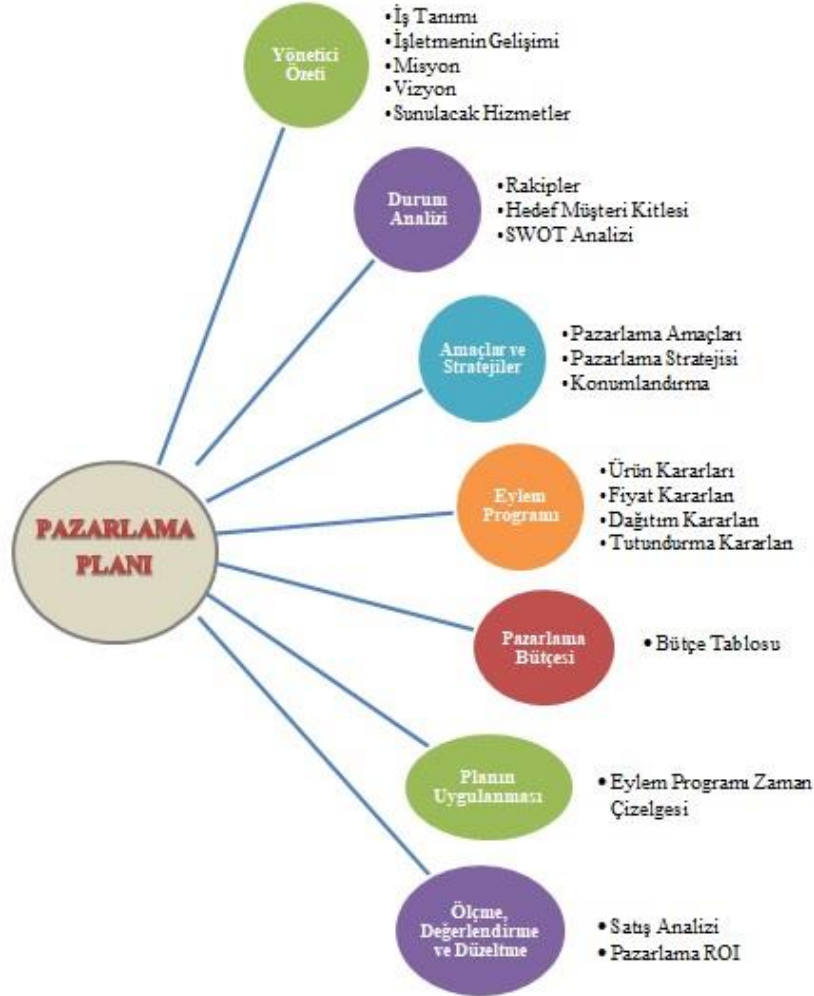 Yönetici
Özeti
•İş Tanımı
•İşletmenin Gelişimi
•Misyon
•Vizyon
•Sunulacak Hizmetler
Durum
Analizi
•Rakipler
•Hedef Müşteri Kitlesi
•SWOT Analizi
Amaçlar ve
Stratejiler
•Pazarlama Amaçları
•Pazarlama Stratejisi
•Konumlandırma
Eylem
Programı
•Ürün Kararları
•Fiyat Kararları
•Dağıtım Kararları
•Tutundurma Kararları
PAZARLAMA
PLANI
Pazarlama
Bütçesi
•Bütçe Tablosu
Planın
Uygulanması
•Eylem Programı Zaman
Çizelgesi
Ölçme,
Değerlendirme
ve Düzeltme
•Satış Analizi
•Pazarlama ROI